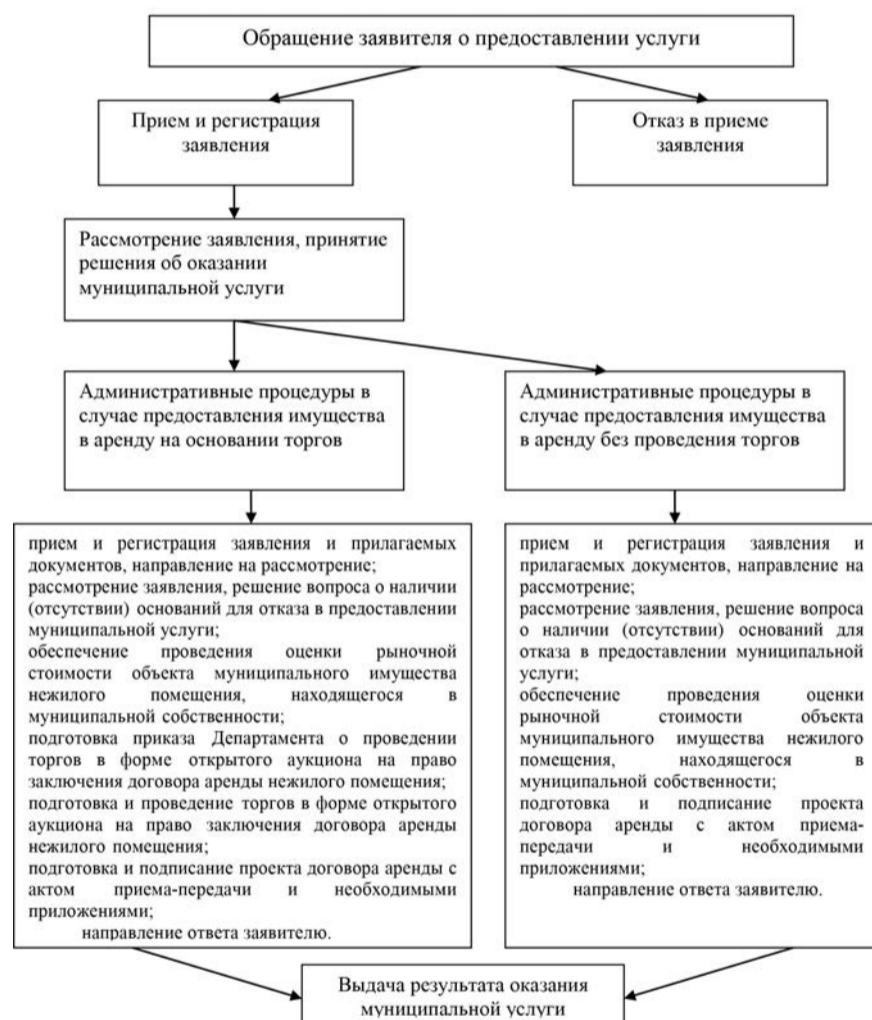 Обращение заявителя о предоставлении услуги
Прием и регистрация
заявления
Отказ в приеме
заявления
Рассмотрение заявления, принятие
решения об оказании
муниципальной услуги
Административные процедуры в
случае предоставления имущества
в аренду на основании торгов
Административные процедуры в
случае предоставления имущества
в аренду без проведения торгов
прием и регистрация заявления и прилагаемых
документов, направление на рассмотрение;
рассмотрение заявления, решение вопроса о наличии
(отсутствии) оснований для отказа в предоставлении
муниципальной услуги;
обеспечение проведения оценки рыночной
стоимости объекта муниципального имущества
нежилого помещения, находящегося в
муниципальной собственности;
подготовка приказа Департамента о проведении
торгов в форме открытого аукциона на право
заключения договора аренды нежилого помещения;
подготовка и проведение торгов в форме открытого
аукциона на право заключения договора аренды
нежилого помещения;
подготовка и подписание проекта договора аренды с
актом приема-передачи и необходимыми
приложениями;
направление ответа заявителю.
прием и регистрация заявления и
прилагаемых документов, направление на
рассмотрение;
рассмотрение заявления, решение вопроса
о наличии (отсутствии) оснований для
отказа в предоставлении муниципальной
услуги;
обеспечение проведения оценки
рыночной стоимости объекта
муниципального имущества нежилого
помещения, находящегося в
муниципальной собственности;
подготовка и подписание проекта
договора аренды с актом приема-
передачи и необходимыми
приложениями;
направление ответа заявителю.
Выдача результата оказания
муниципальной услуги